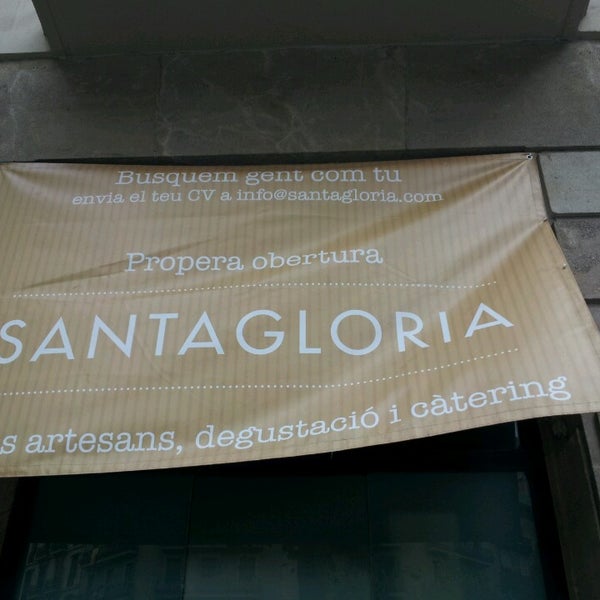 Busquem gent com tu
envia el teu CV a info@santagloria.com
Propera obertura
SANTAGLORIA
artesans, degustació i càtering